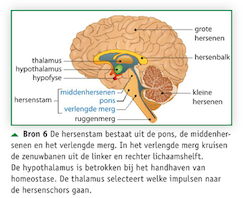 grote
hersenen
thalamus
hypothalamus
hypofyse
hersenbalk
middenhersenen
hersenstam
pons
verlengde merg
kleine
hersenen
ruggenmerg
▲ Bron 6 De hersenstam bestaat uit de pons, de middenher-
senen en het verlengde merg. In het verlengde merg kruisen
de zenuwbanen uit de linker en rechter lichaamshelft.
De hypothalamus is betrokken bij het handhaven van
homeostase. De thalamus selecteert welke impulsen naar
de hersenschors gaan.